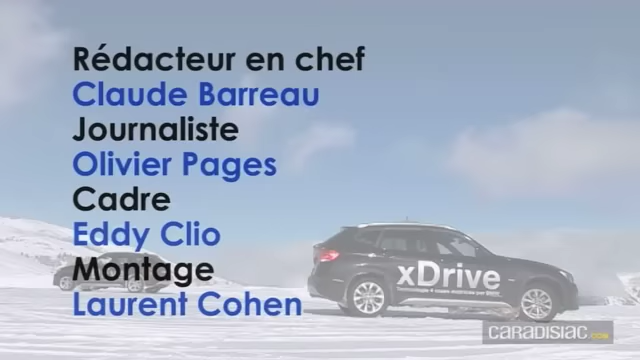 Rédacteur en chef
Claude Barreau
Journaliste
Olivier Pages
Cadre
Eddy Clio
Montage
Laurent Cohen
xDrive
CARADISIAC.com